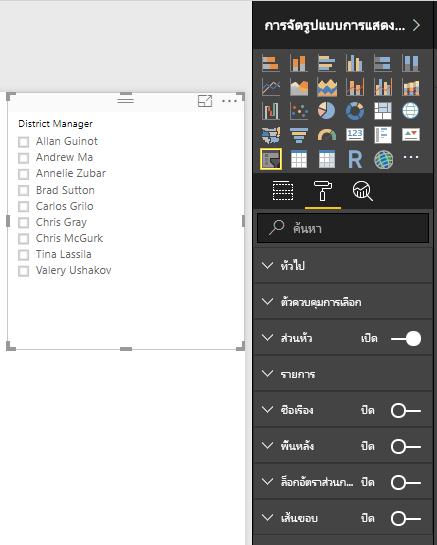 การจัดรูปแบบการแสดง...
District Manager
Allan Guinot
Andrew Ma
Annelie Zubar
Brad Sutton
Carlos Grilo
Chris Gray
Chris McGurk
Tina Lassila
Valery Ushakov
123
R
ค้นหา
ทั่วไป
ตัวควบคุมการเลือก
ส่วนหัว เปิด
รายการ
ชื่อเรื่อง ปิด
พื้นหลัง ปิด
ล็อกอัตราส่วนก... ปิด
เส้นขอบ ปิด